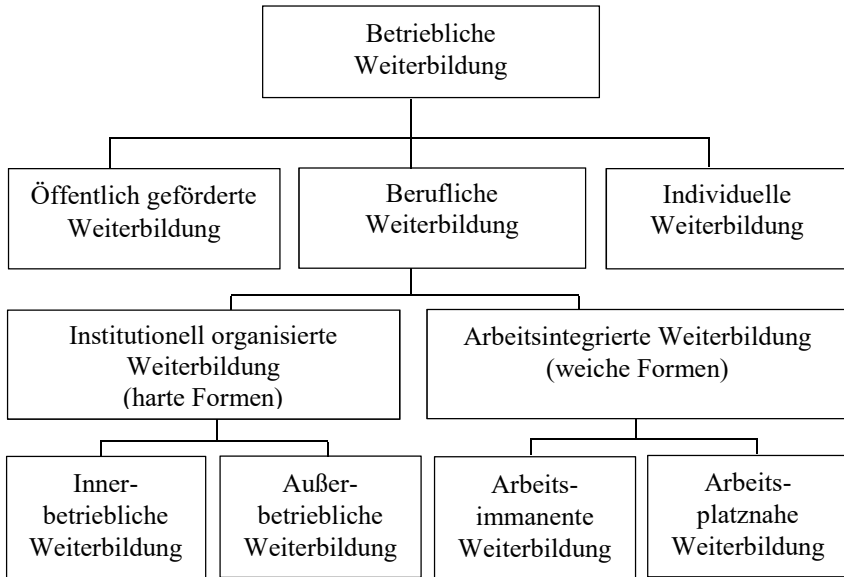 Betriebliche
Weiterbildung
Öffentlich geförderte
Weiterbildung
Berufliche
Weiterbildung
Individuelle
Weiterbildung
Institutionell organisierte
Weiterbildung
(harte Formen)
Arbeitsintegrierte Weiterbildung
(weiche Formen)
Inner-
betriebliche
Weiterbildung
Außer-
betriebliche
Weiterbildung
Arbeits-
immanente
Weiterbildung
Arbeits-
platznahe
Weiterbildung